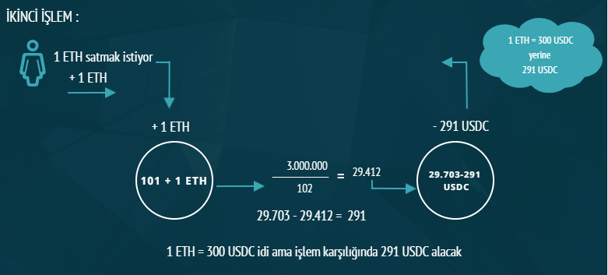 İKİNCİ İŞLEM :
1 ETH satmak istiyor
+ 1 ETH
1 ETH = 300 USDC
yerine
291 USDC
+ 1 ETH
- 291 USDC
101 + 1 ETH
3.000.000
102
= 29.412
29.703-291
USDC
29.703 - 29.412 = 291
1 ETH = 300 USDC idi ama işlem karşılığında 291 USDC alacak